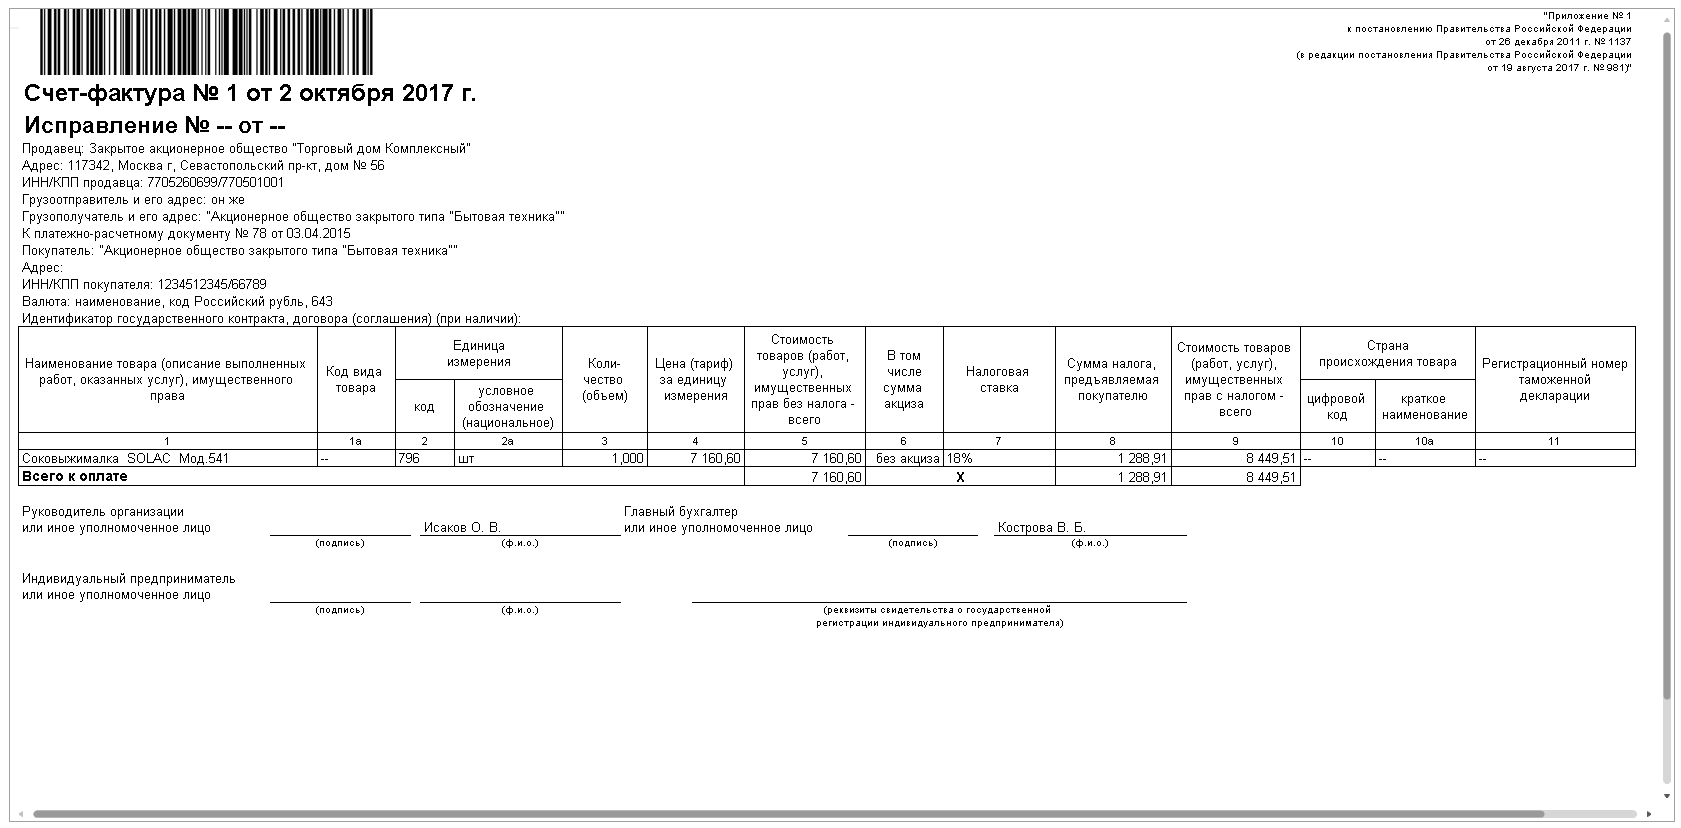 "Приложение № 1
к постановлению Правительства Российской Федерации
от 26 декабря 2011 г. № 1137
(в редакции постановления Правительства Российской Федерации
от 19 августа 2017 г. № 981)"
Счет-фактура № 1 от 2 октября 2017 г.
Исправление № -- от --
Продавец: Закрытое акционерное общество "Торговый дом Комплексный"
Адрес: 117342, Москва г, Севастопольский пр-кт, дом № 56
ИНН/КПП продавца: 7705260699/770501001
Грузоотправитель и его адрес: он же
Грузополучатель и его адрес: "Акционерное общество закрытого типа "Бытовая техника""
К платежно-расчетному документу № 78 от 03.04.2015
Покупатель: "Акционерное общество закрытого типа "Бытовая техника""
Адрес:
ИНН/КПП покупателя: 1234512345/66789
Валюта: наименование, код Российский рубль, 643
Идентификатор государственного контракта, договора (соглашения) (при наличии):
Наименование товара (описание выполненных
работ, оказанных услуг), имущественного
права
Код вида
товара
Единица
измерения
код
условное
обозначение
(национальное)
Коли-
чество
(объем)
Цена (тариф)
за единицу
измерения
Стоимость
товаров (работ,
услуг),
имущественных
прав без налога -
всего
В том
числе
сумма
акциза
Налоговая
ставка
Сумма налога,
предъявляемая
покупателю
Стоимость товаров
(работ, услуг),
имущественных
прав с налогом -
всего
Страна
происхождения товара
цифровой
код
краткое
наименование
Регистрационный номер
таможенной
декларации
1 1а 2 2а 3 4 5 6 7 8 9 10 10а 11
Соковыжималка SOLAC Мод.541 -- 796 шт 1,000 7 160,60 7 160,60 без акциза 18% 1 288,91 8 449,51 -- -- --
Всего к оплате 7 160,60 Х 1 288,91 8 449,51
Руководитель организации
или иное уполномоченное лицо Исаков О. В.
(подпись) (ф.и.о.)
Главный бухгалтер
или иное уполномоченное лицо Кострова В. Б.
(подпись) (ф.и.о.)
Индивидуальный предприниматель
или иное уполномоченное лицо
(подпись) (ф.и.о.)
(реквизиты свидетельства о государственной
регистрации индивидуального предпринимателя)